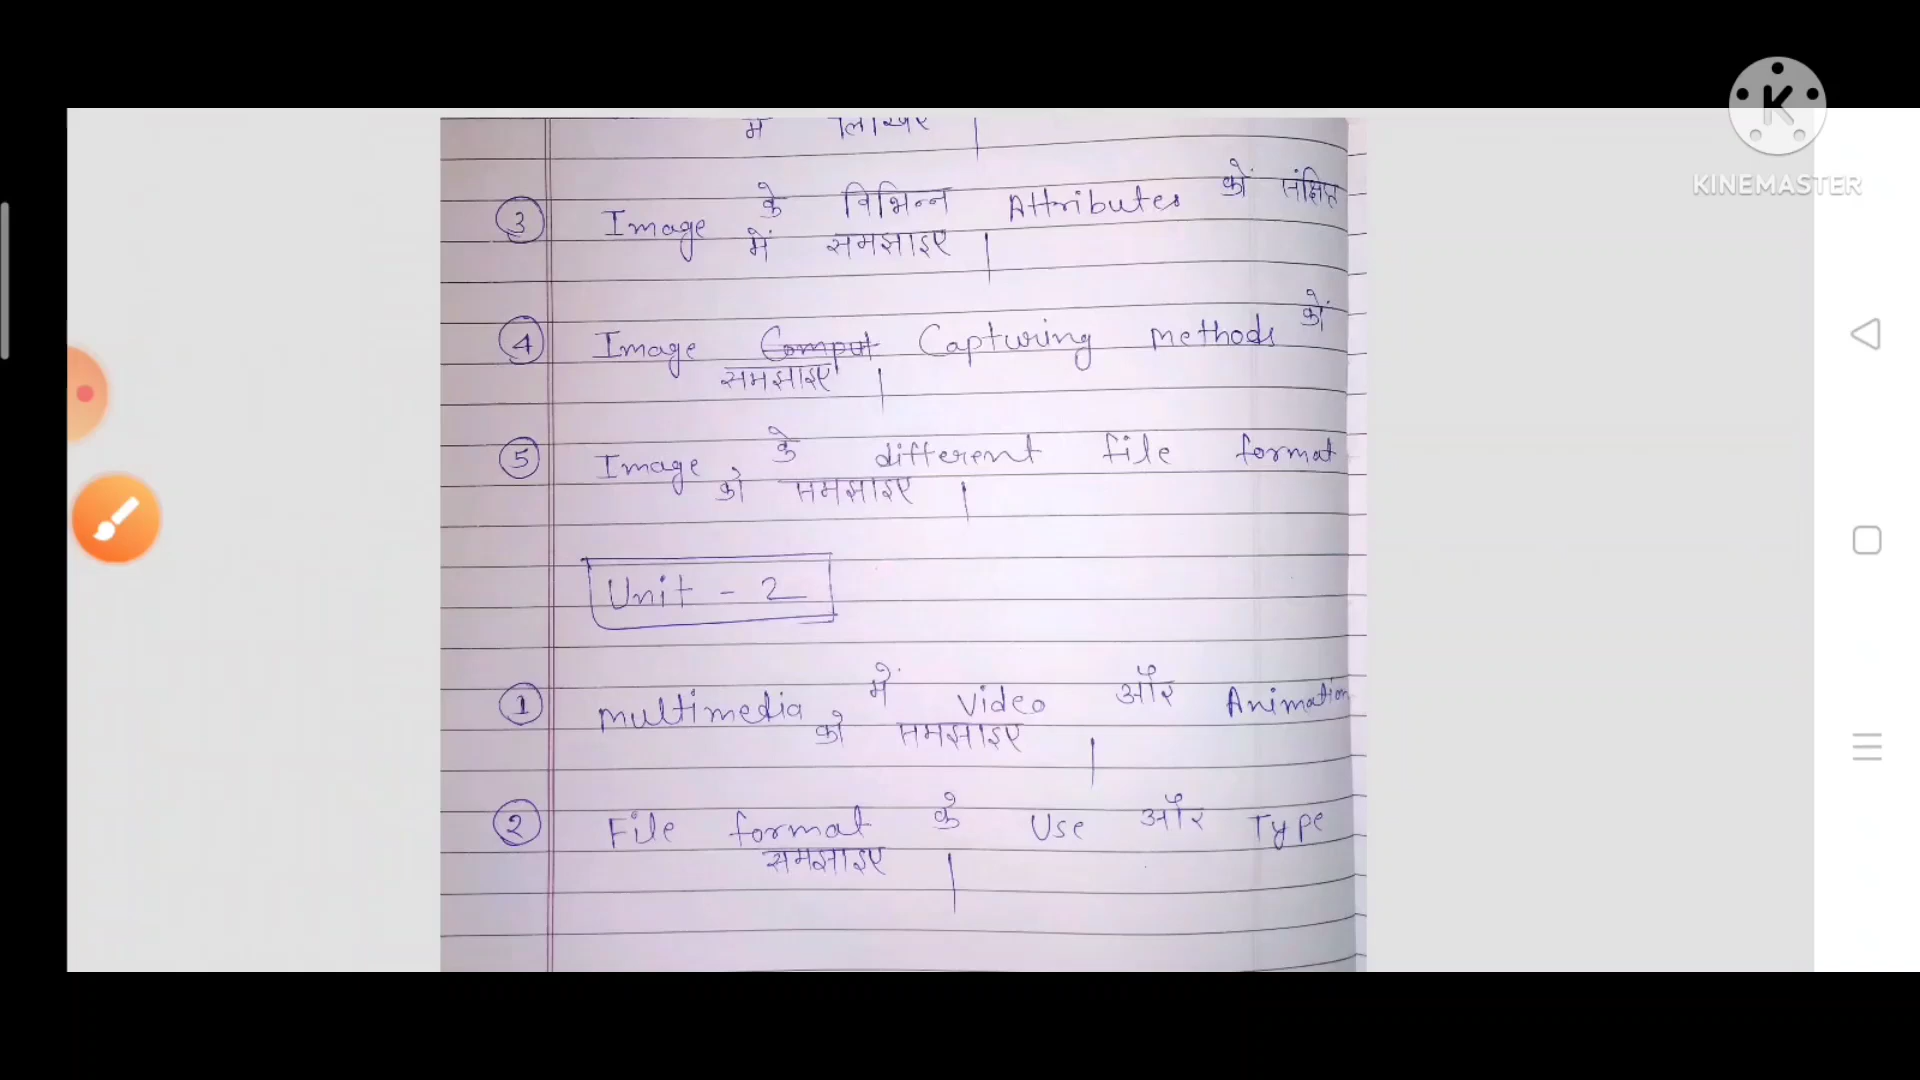 में लिखिए |
KINEMASTER
③ Image के विभिन्न Attributes को संक्षिप्त
में समझाइए |
④ Image Capturing methods को
समझाइए |
⑤ Image के different file format
को समझाइए |
Unit - 2
① multimedia में video और Animation
को समझाइए |
② File format के Use और Type
समझाइए |